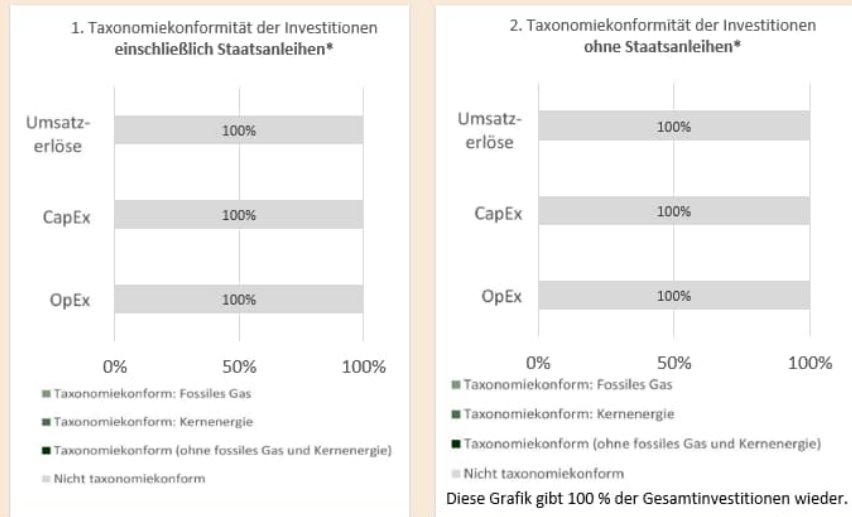 1. Taxonomiekonformität der Investitionen
einschließlich Staatsanleihen*
Umsatz-
erlöse
100%
CapEx
100%
OpEx
100%
0%
50%
100%
Taxonomiekonform: Fossiles Gas
Taxonomiekonform: Kernenergie
Taxonomiekonform (ohne fossiles Gas und Kernenergie)
Nicht taxonomiekonform
2. Taxonomiekonformität der Investitionen
ohne Staatsanleihen*
Umsatz-
erlöse
100%
CapEx
100%
OpEx
100%
0%
50%
100%
Taxonomiekonform: Fossiles Gas
Taxonomiekonform: Kernenergie
Taxonomiekonform (ohne fossiles Gas und Kernenergie)
Nicht taxonomiekonform
Diese Grafik gibt 100 % der Gesamtinvestitionen wieder.